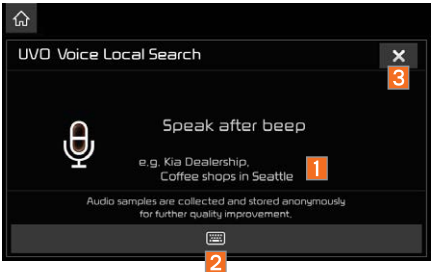 UVO Voice Local Search
3
Speak after beep
e.g. Kia Dealership,
Coffee shops in Seattle
1
Audio samples are collected and stored anonymously
for further quality improvement.
2